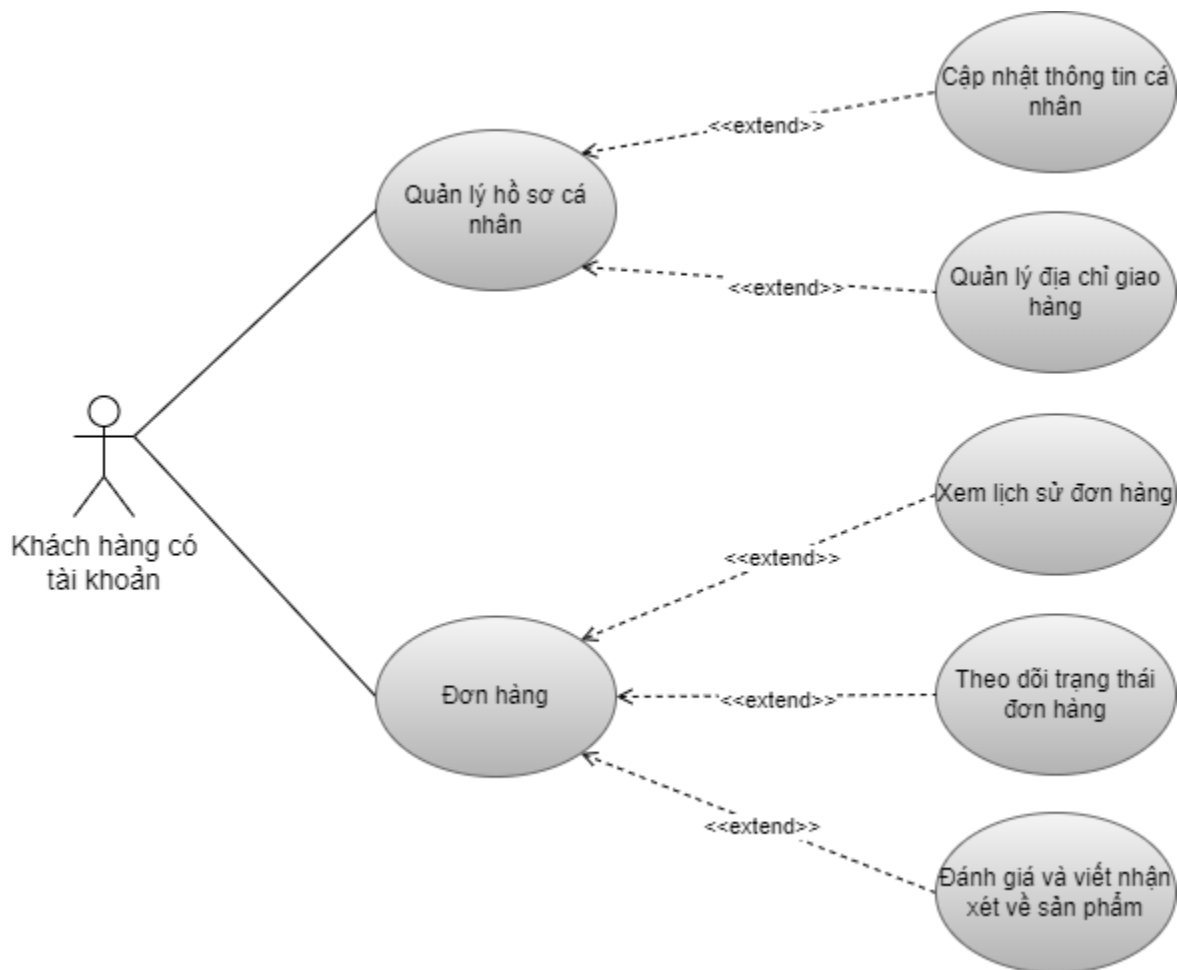 Cập nhật thông tin cá
nhân
<<extend>>
Quản lý hồ sơ cá
nhân
Quản lý địa chỉ giao
hàng
<<extend>>
Khách hàng có
tài khoản
Xem lịch sử đơn hàng
<<extend>>
Đơn hàng
Theo dõi trạng thái
đơn hàng
<<extend>>
<<extend>>
Đánh giá và viết nhận
xét về sản phẩm